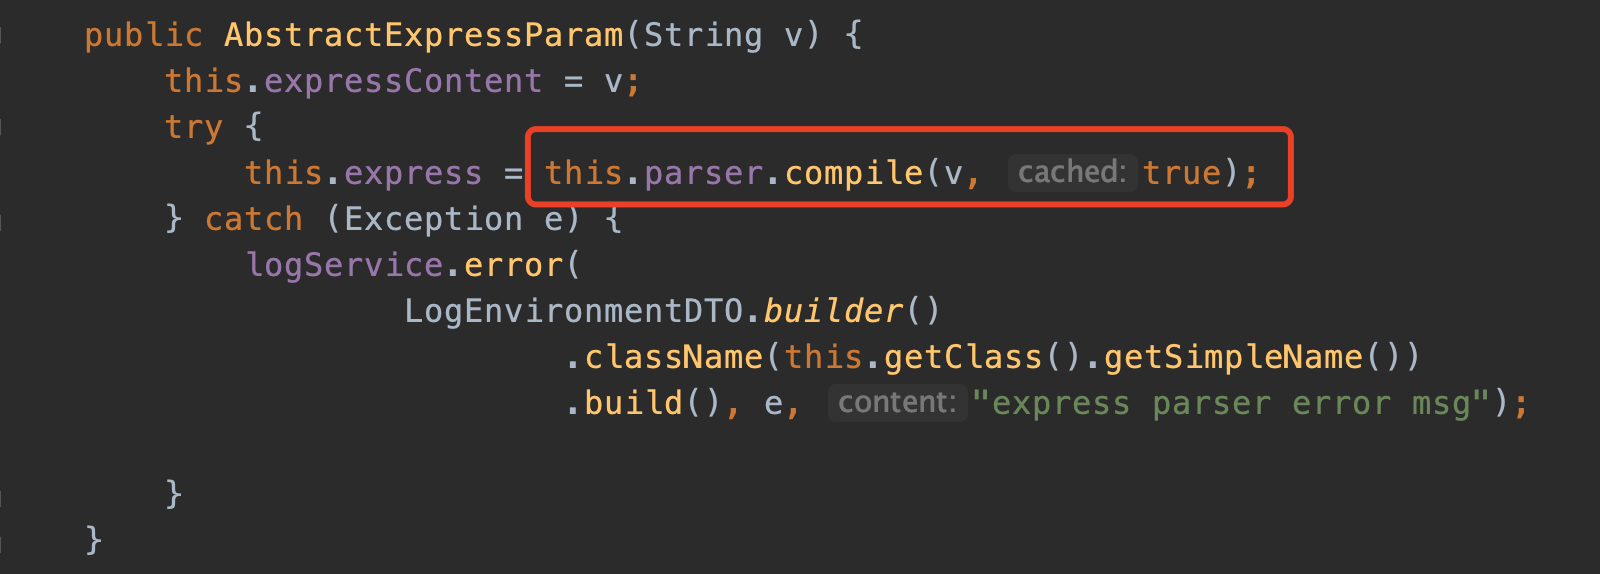 public AbstractExpressParam(String v) {
this.expressContent = v;
try {
this.express = this.parser.compile(v, cached: true);
} catch (Exception e) {
logService.error(
LogEnvironmentDTO.builder()
.className(this.getClass().getSimpleName())
.build(), e, content: "express parser error msg");
}
}